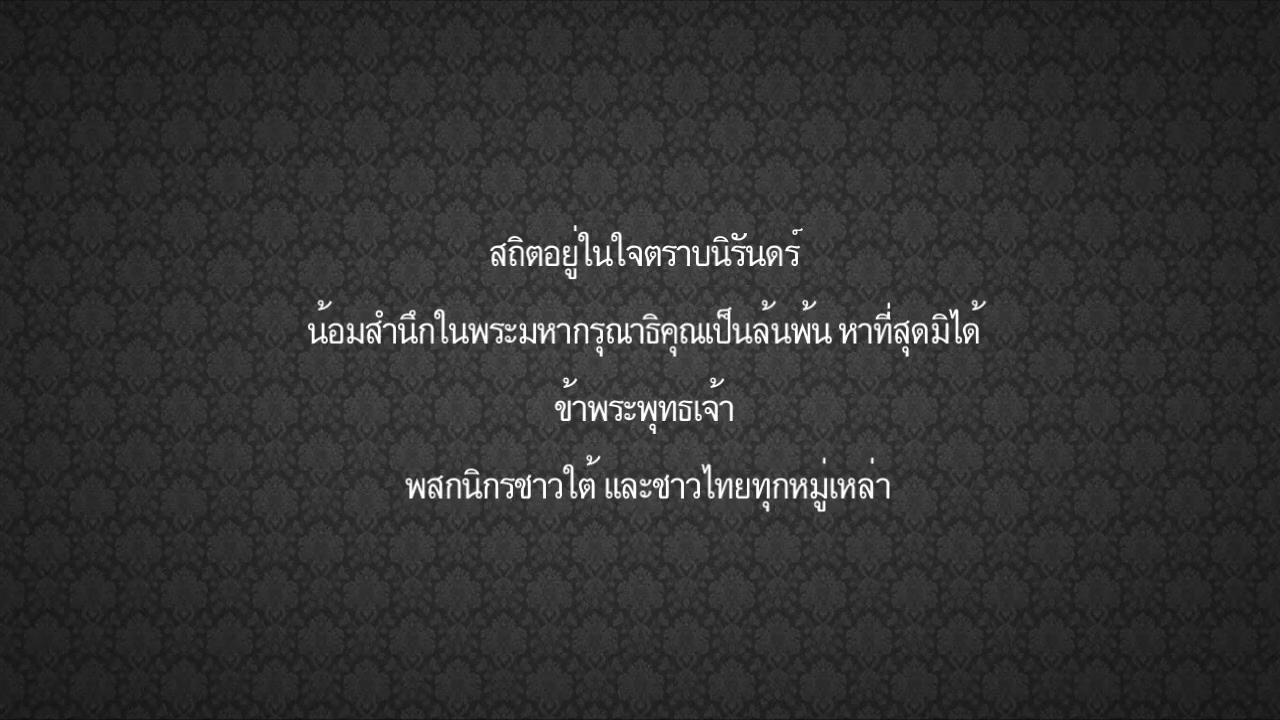 สถิตอยู่ในใจตราบนิรันดร์
น้อมสำนึกในพระมหากรุณาธิคุณเป็นล้นพ้น หาที่สุดมิได้
ข้าพระพุทธเจ้า
พสกนิกรชาวใต้ และชาวไทยทุกหมู่เหล่า